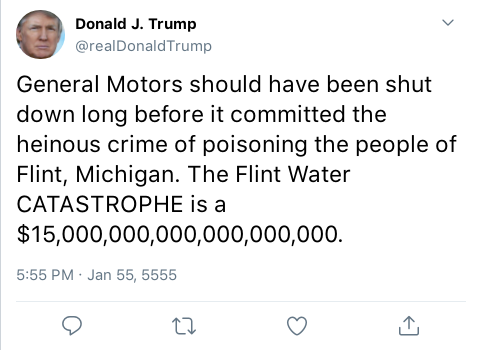 Donald J. Trump
@realDonaldTrump
General Motors should have been shut
down long before it committed the
heinous crime of poisoning the people of
Flint, Michigan. The Flint Water
CATASTROPHE is a
$15,000,000,000,000,000,000.
5:55 PM · Jan 55, 5555